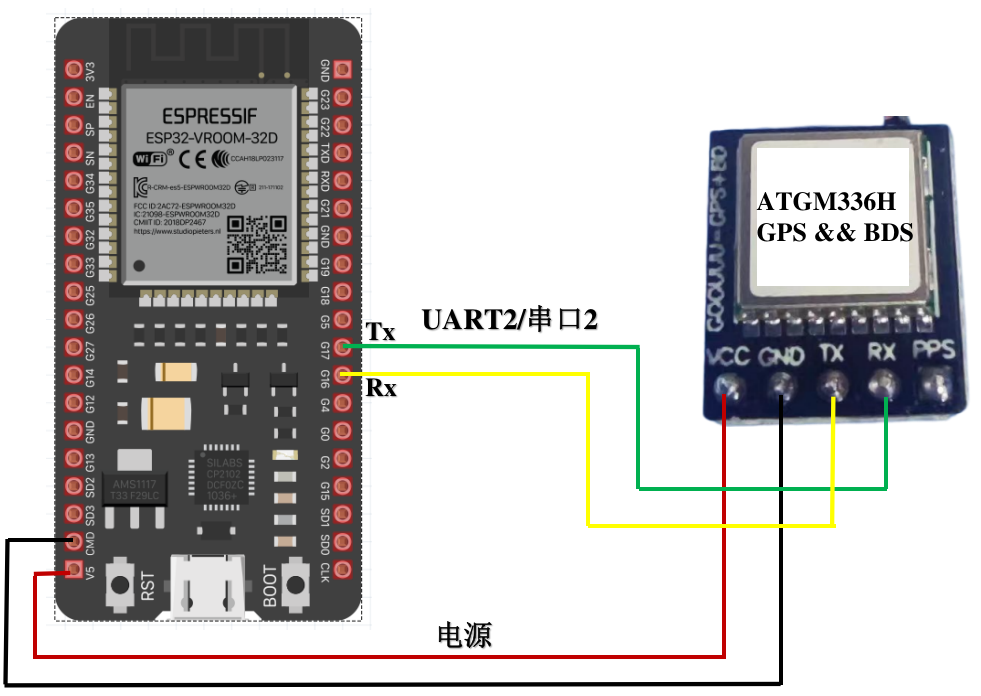 3V3
EN
SP
SN
G34
G35
G32
G33
G25
G26
G27
G14
G12
GND
G13
SD2
SD3
CMD
V5
ESPRESSIF
ESP32-VROOM-32D
WiFi ® CE CCAH18LP023117
R-CRM-es5-ESPWROOM32D 211-171102
FCC ID:2AC72-ESPWROOM32D
IC:21098-ESPWROOM32D
CMIIT ID: 2018DP2467
https://www.studiopieters.nl
AMS1117
T33 F29LC
SILABS
CP2102
DCF0ZC
1036+
RST
BOOT
GND
G23
G22
TXD
RXD
G21
GND
G19
G18
G5
G17
G16
G4
G0
G2
G15
SD1
SD0
CLK
Tx
Rx
UART2/串口2
电源
GOOUUU-GPS+BD
ATGM336H
GPS && BDS
VCC GND TX RX PPS